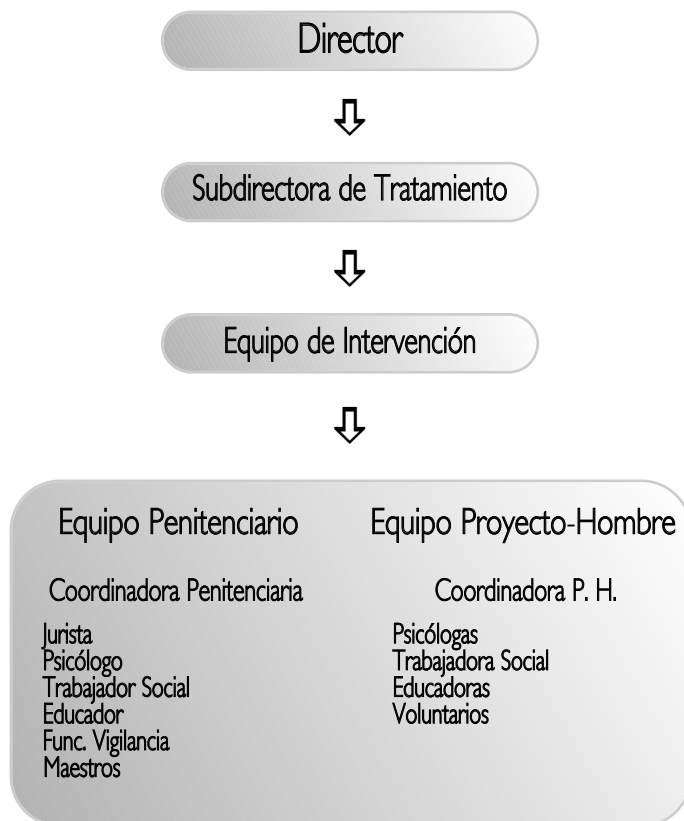 Director
Subdirectora de Tratamiento
Equipo de Intervención
Equipo Penitenciario
Coordinadora Penitenciaria
Jurista
Psicólogo
Trabajador Social
Educador
Func. Vigilancia
Maestros
Equipo Proyecto-Hombre
Coordinadora P. H.
Psicólogas
Trabajadora Social
Educadoras
Voluntarios